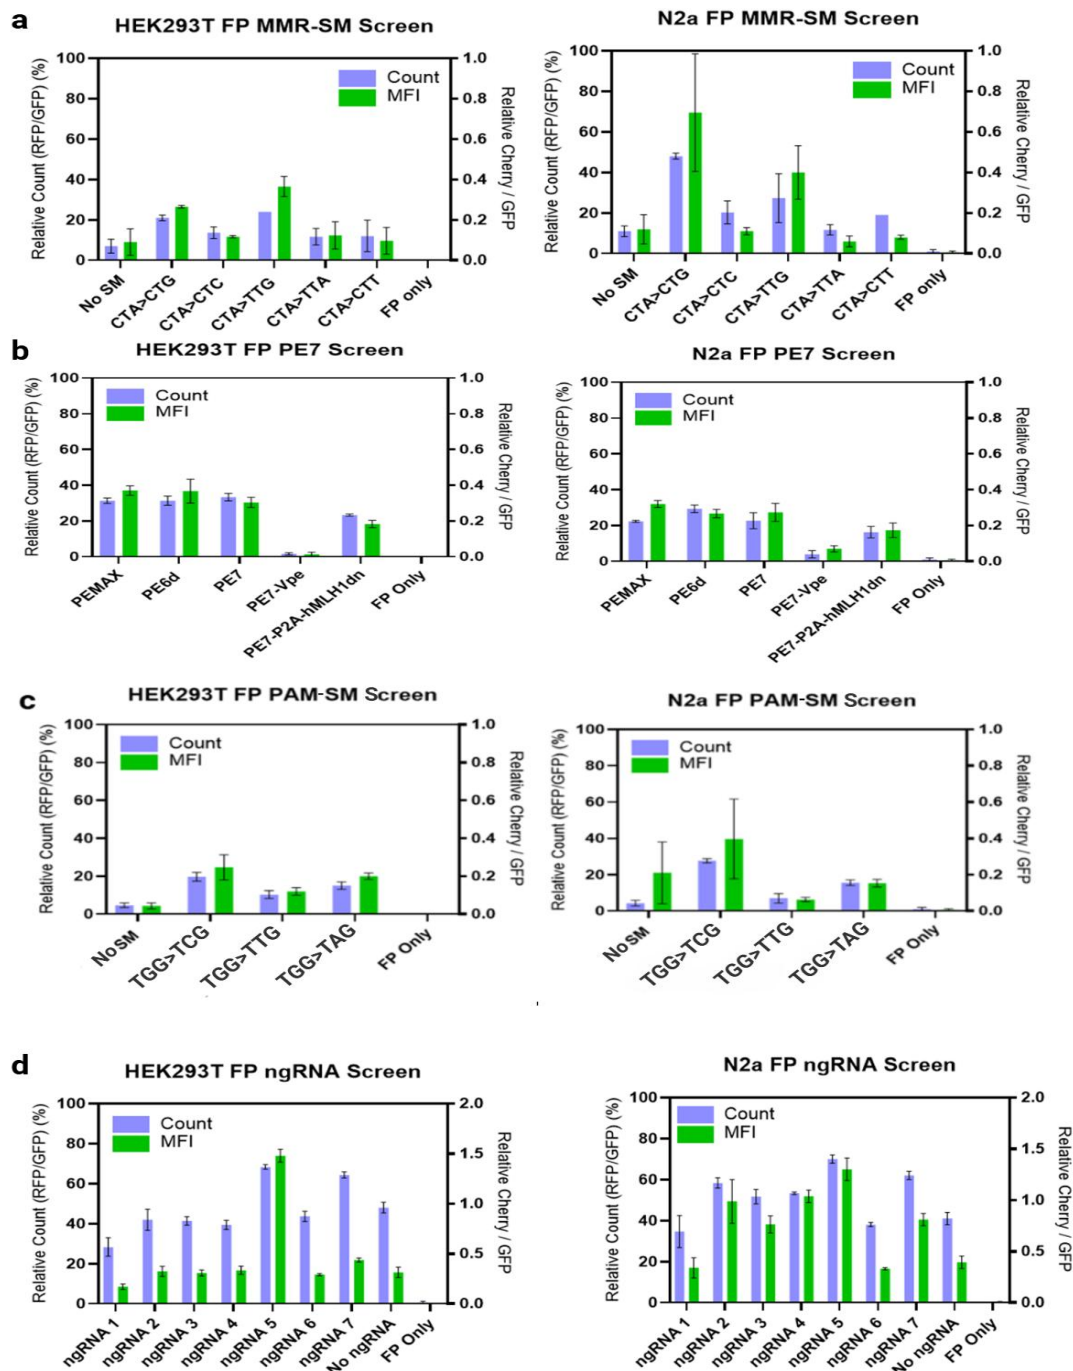 a
HEK293T FP MMR-SM Screen
Relative Count (RFP/GFP) (%)
100
80
60
40
20
0
Count
MFI
1.0
0.8
0.6
0.4
0.2
0.0
Relative Cherry / GFP
No SM
CTA>CTG
CTA>CTC
CTA>TTG
CTA>TTA
CTA>CTT
FP only
N2a FP MMR-SM Screen
Relative Count (RFP/GFP) (%)
100
80
60
40
20
0
Count
MFI
1.0
0.8
0.6
0.4
0.2
0.0
Relative Cherry / GFP
No SM
CTA>CTG
CTA>CTC
CTA>TTG
CTA>TTA
CTA>CTT
FP only
b
HEK293T FP PE7 Screen
Relative Count (RFP/GFP) (%)
100
80
60
40
20
0
Count
MFI
1.0
0.8
0.6
0.4
0.2
0.0
Relative Cherry / GFP
PEMAX
PE6d
PE7
PE7-Vpe
PE7-P2A-hMLH1dn
FP Only
N2a FP PE7 Screen
Relative Count (RFP/GFP) (%)
100
80
60
40
20
0
Count
MFI
1.0
0.8
0.6
0.4
0.2
0.0
Relative Cherry / GFP
PEMAX
PE6d
PE7
PE7-Vpe
PE7-P2A-hMLH1dn
FP Only
c
HEK293T FP PAM-SM Screen
Relative Count (RFP/GFP) (%)
100
80
60
40
20
0
Count
MFI
1.0
0.8
0.6
0.4
0.2
0.0
Relative Cherry / GFP
No SM
TGG>TCG
TGG>TTG
TGG>TAG
FP Only
N2a FP PAM-SM Screen
Relative Count (RFP/GFP) (%)
100
80
60
40
20
0
Count
MFI
1.0
0.8
0.6
0.4
0.2
0.0
Relative Cherry / GFP
No SM
TGG>TCG
TGG>TTG
TGG>TAG
FP Only
d
HEK293T FP ngRNA Screen
Relative Count (RFP/GFP) (%)
100
80
60
40
20
0
Count
MFI
2.0
1.5
1.0
0.5
0.0
Relative Cherry / GFP
ngRNA 1
ngRNA 2
ngRNA 3
ngRNA 4
ngRNA 5
ngRNA 6
ngRNA 7
No ngRNA
FP Only
N2a FP ngRNA Screen
Relative Count (RFP/GFP) (%)
100
80
60
40
20
0
Count
MFI
2.0
1.5
1.0
0.5
0.0
Relative Cherry / GFP
ngRNA 1
ngRNA 2
ngRNA 3
ngRNA 4
ngRNA 5
ngRNA 6
ngRNA 7
No ngRNA
FP Only